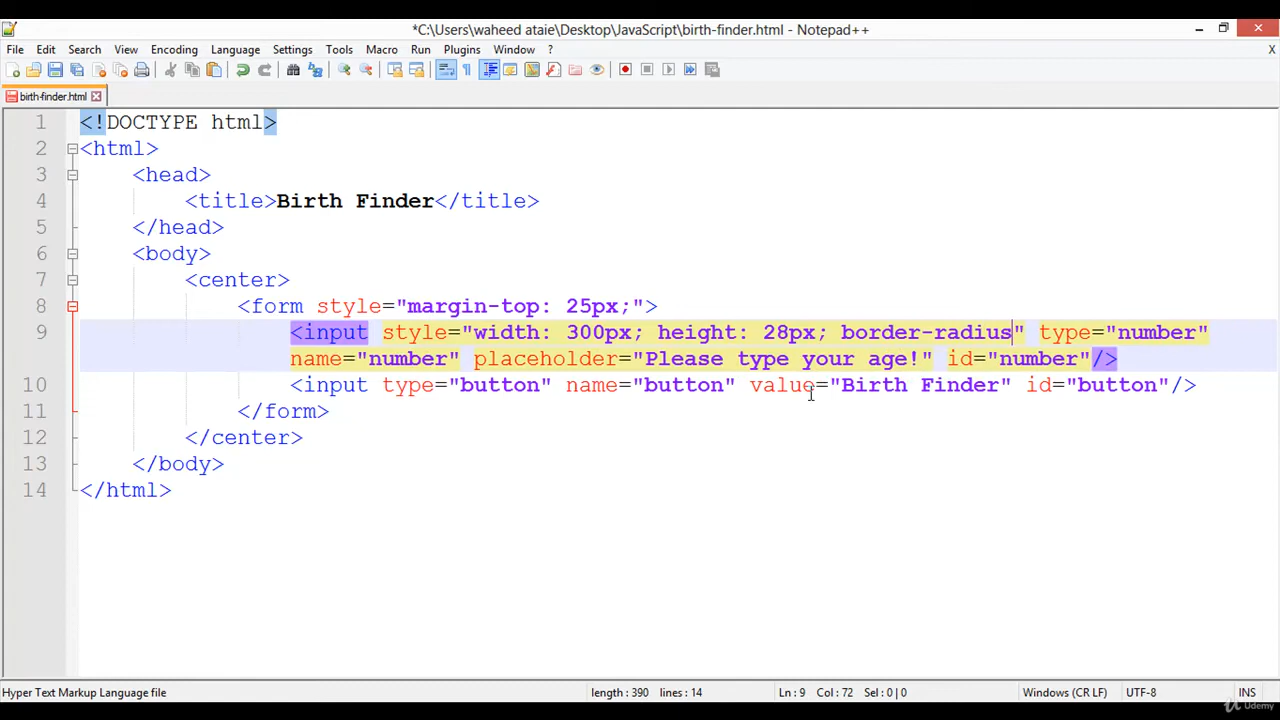 *C:\Users\waheed ataie\Desktop\JavaScript\birth-finder.html - Notepad++
File Edit Search View Encoding Language Settings Tools Macro Run Plugins Window ? X
birth-finder.html
1 <!DOCTYPE html>
2 <html>
3 <head>
4 <title>Birth Finder</title>
5 </head>
6 <body>
7 <center>
8 <form style="margin-top: 25px;">
9 <input style="width: 300px; height: 28px; border-radius" type="number"
name="number" placeholder="Please type your age!" id="number"/>
10 <input type="button" name="button" value="Birth Finder" id="button"/>
11 </form>
12 </center>
13 </body>
14 </html>
Hyper Text Markup Language file length : 390 lines : 14 Ln : 9 Col : 72 Sel : 0 | 0 Windows (CR LF) UTF-8 INS
Udemy